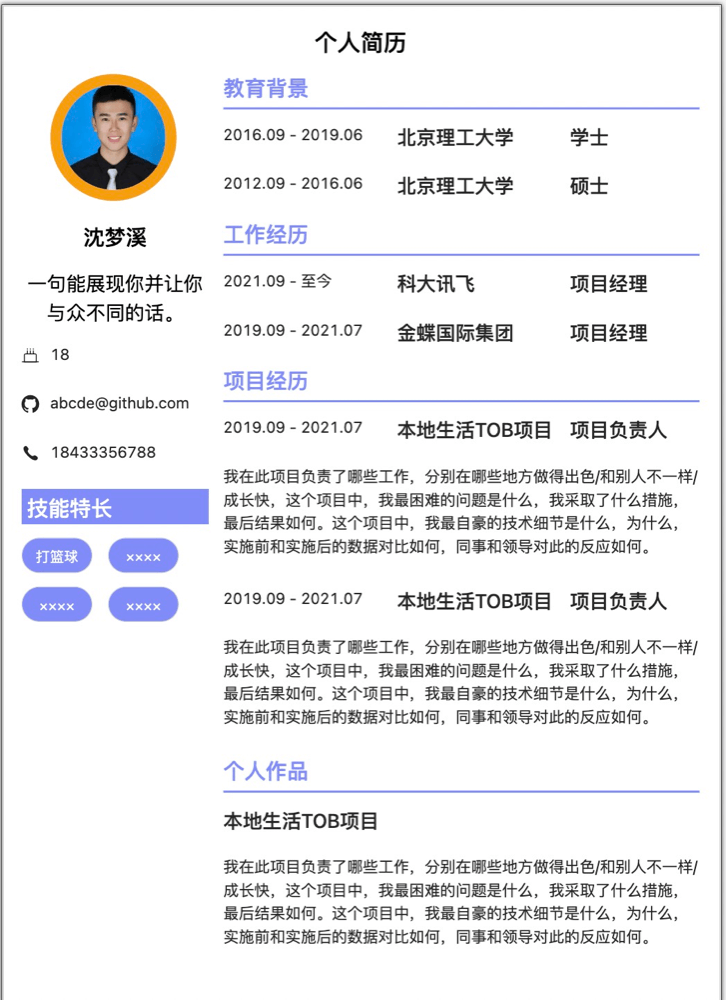 个人简历
沈梦溪
一句能展现你并让你
与众不同的话。
18
abcde@github.com
18433356788
技能特长
打篮球 ××××
×××× ××××
教育背景
2016.09 - 2019.06 北京理工大学 学士
2012.09 - 2016.06 北京理工大学 硕士
工作经历
2021.09 - 至今 科大讯飞 项目经理
2019.09 - 2021.07 金蝶国际集团 项目经理
项目经历
2019.09 - 2021.07 本地生活TOB项目 项目负责人
我在此项目负责了哪些工作，分别在哪些地方做得出色/和别人不一样/
成长快，这个项目中，我最困难的问题是什么，我采取了什么措施，
最后结果如何。这个项目中，我最自豪的技术细节是什么，为什么，
实施前和实施后的数据对比如何，同事和领导对此的反应如何。
2019.09 - 2021.07 本地生活TOB项目 项目负责人
我在此项目负责了哪些工作，分别在哪些地方做得出色/和别人不一样/
成长快，这个项目中，我最困难的问题是什么，我采取了什么措施，
最后结果如何。这个项目中，我最自豪的技术细节是什么，为什么，
实施前和实施后的数据对比如何，同事和领导对此的反应如何。
个人作品
本地生活TOB项目
我在此项目负责了哪些工作，分别在哪些地方做得出色/和别人不一样/
成长快，这个项目中，我最困难的问题是什么，我采取了什么措施，
最后结果如何。这个项目中，我最自豪的技术细节是什么，为什么，
实施前和实施后的数据对比如何，同事和领导对此的反应如何。